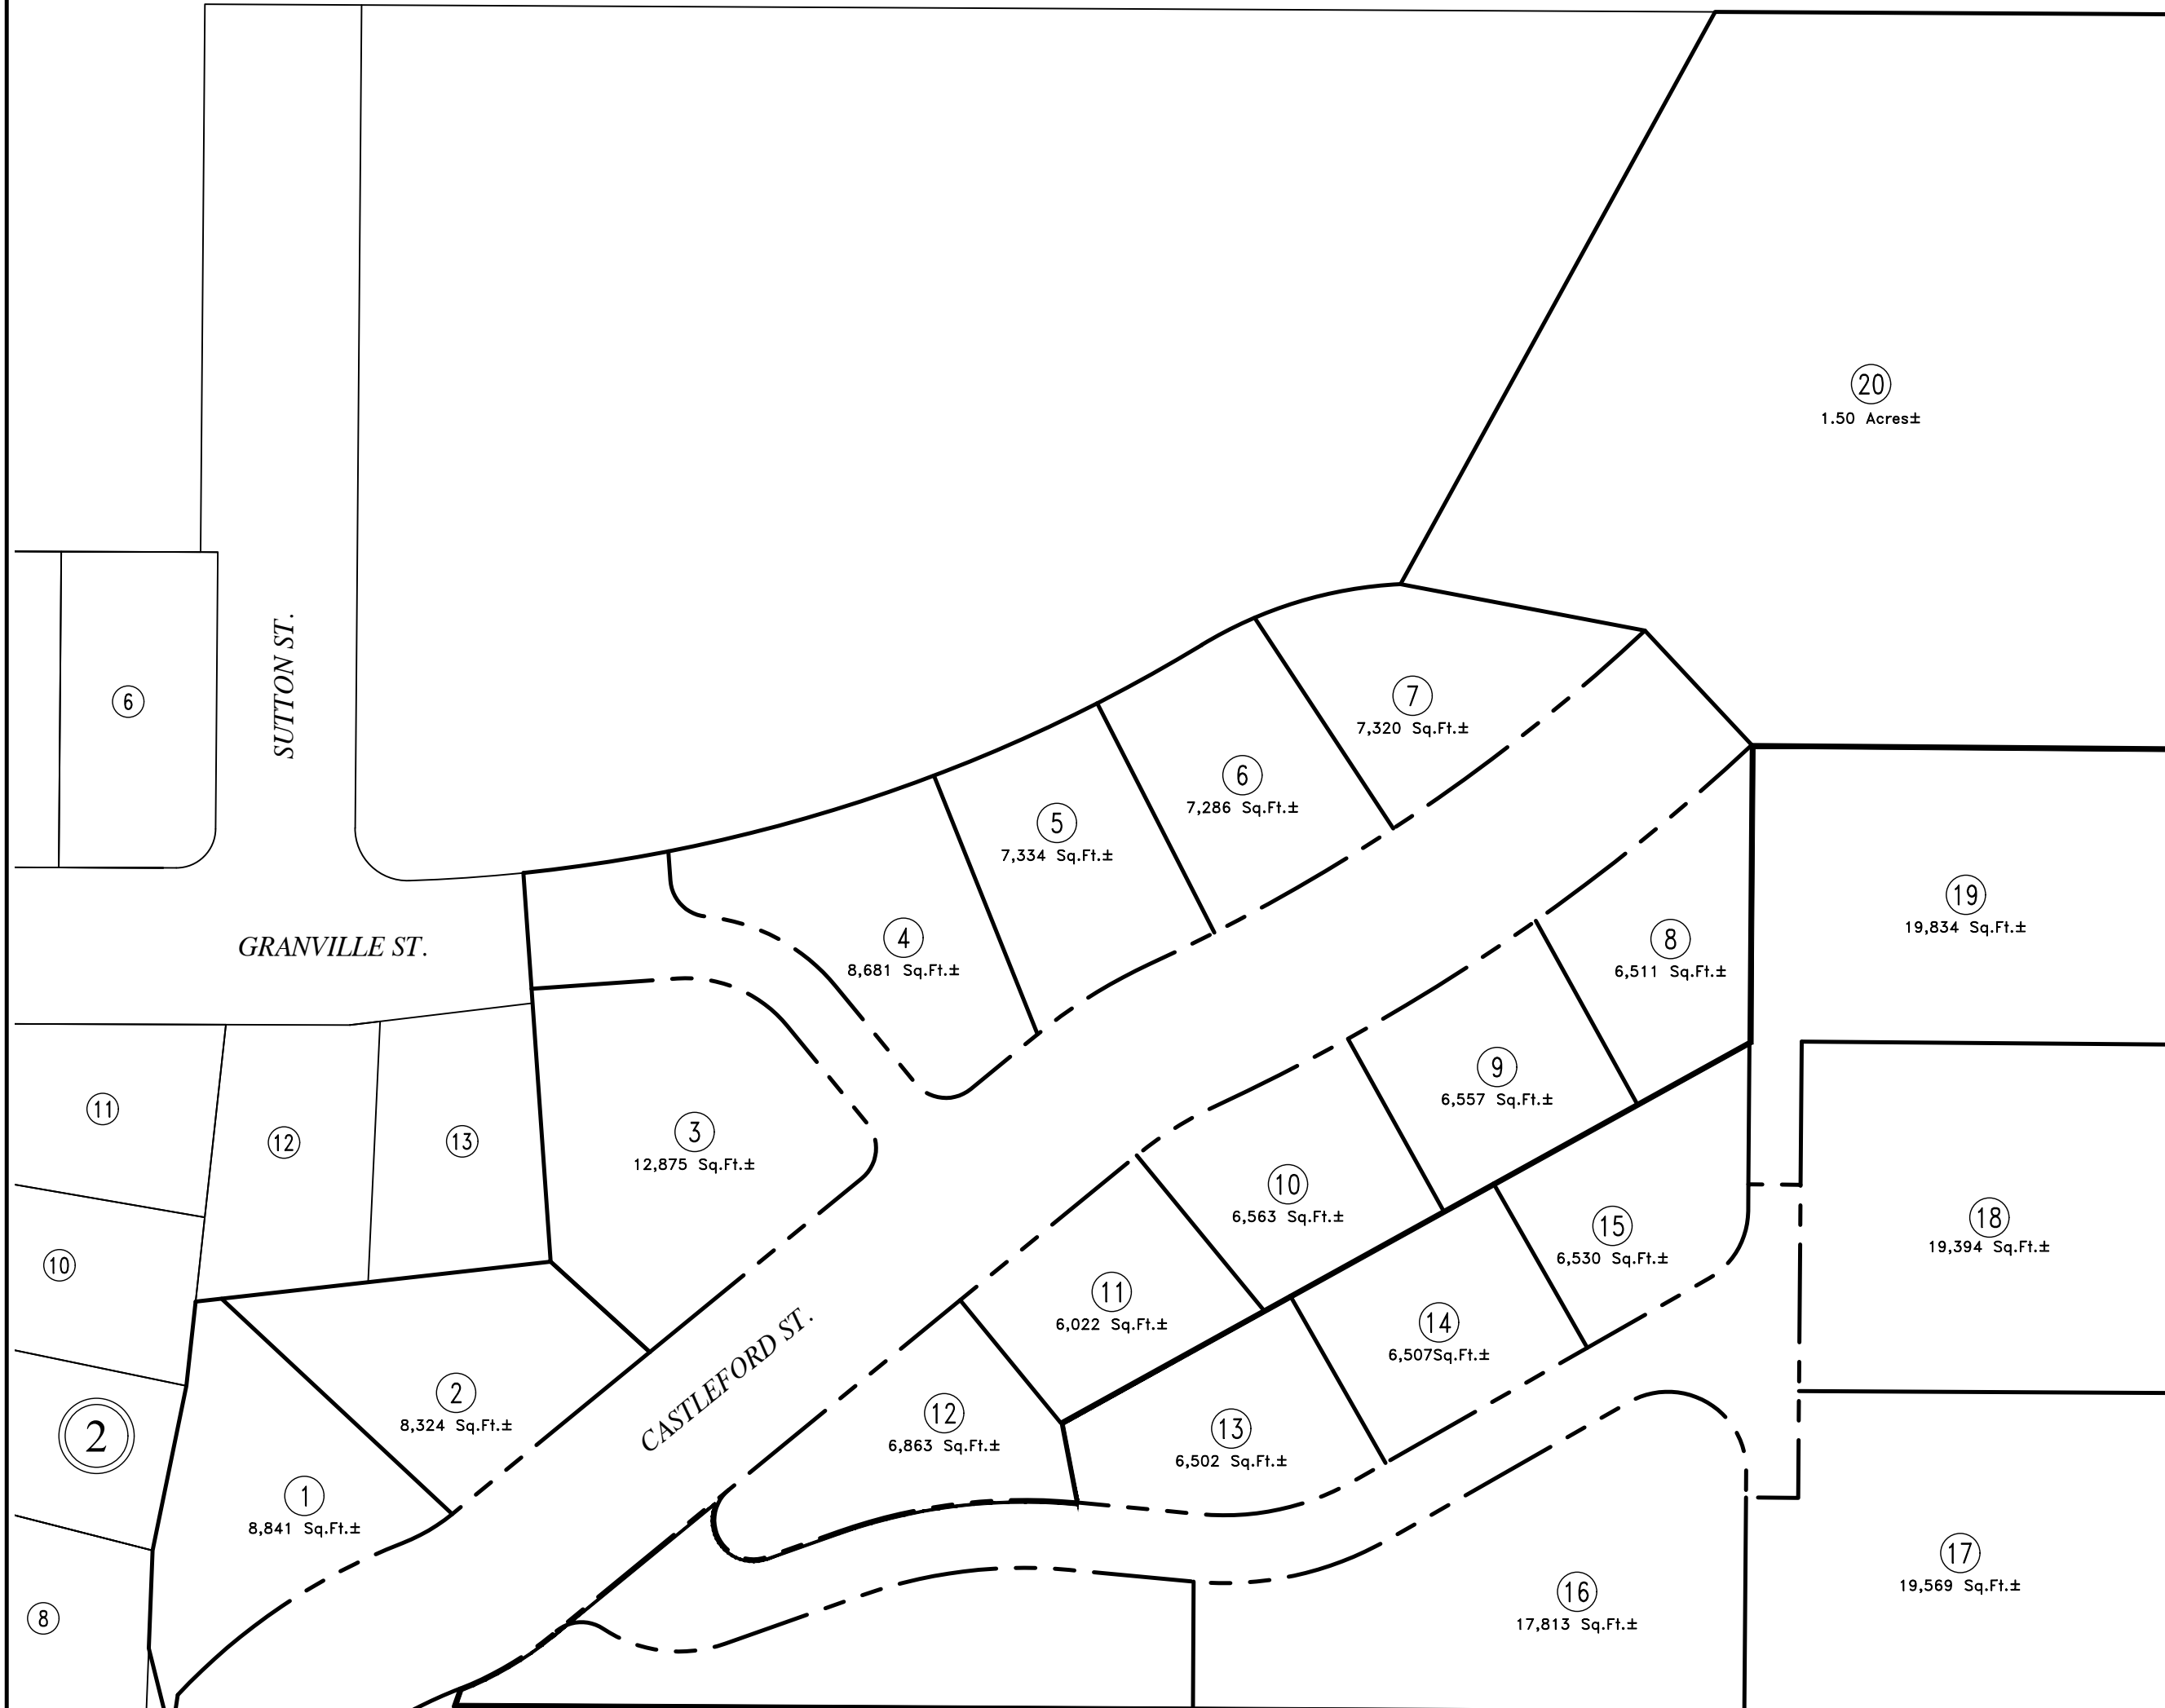 20
1.50 Acres±
6
SUTTON ST.
7
7,320 Sq.Ft.±
6
7,286 Sq.Ft.±
5
7,334 Sq.Ft.±
19
19,834 Sq.Ft.±
4
8,681 Sq.Ft.±
8
6,511 Sq.Ft.±
GRANVILLE ST.
9
6,557 Sq.Ft.±
11
12
13
3
12,875 Sq.Ft.±
10
6,563 Sq.Ft.±
18
19,394 Sq.Ft.±
15
6,530 Sq.Ft.±
10
11
6,022 Sq.Ft.±
14
6,507Sq.Ft.±
CASTLEFORD ST.
2
8,324 Sq.Ft.±
12
6,863 Sq.Ft.±
13
6,502 Sq.Ft.±
2
1
8,841 Sq.Ft.±
17
19,569 Sq.Ft.±
16
17,813 Sq.Ft.±
8